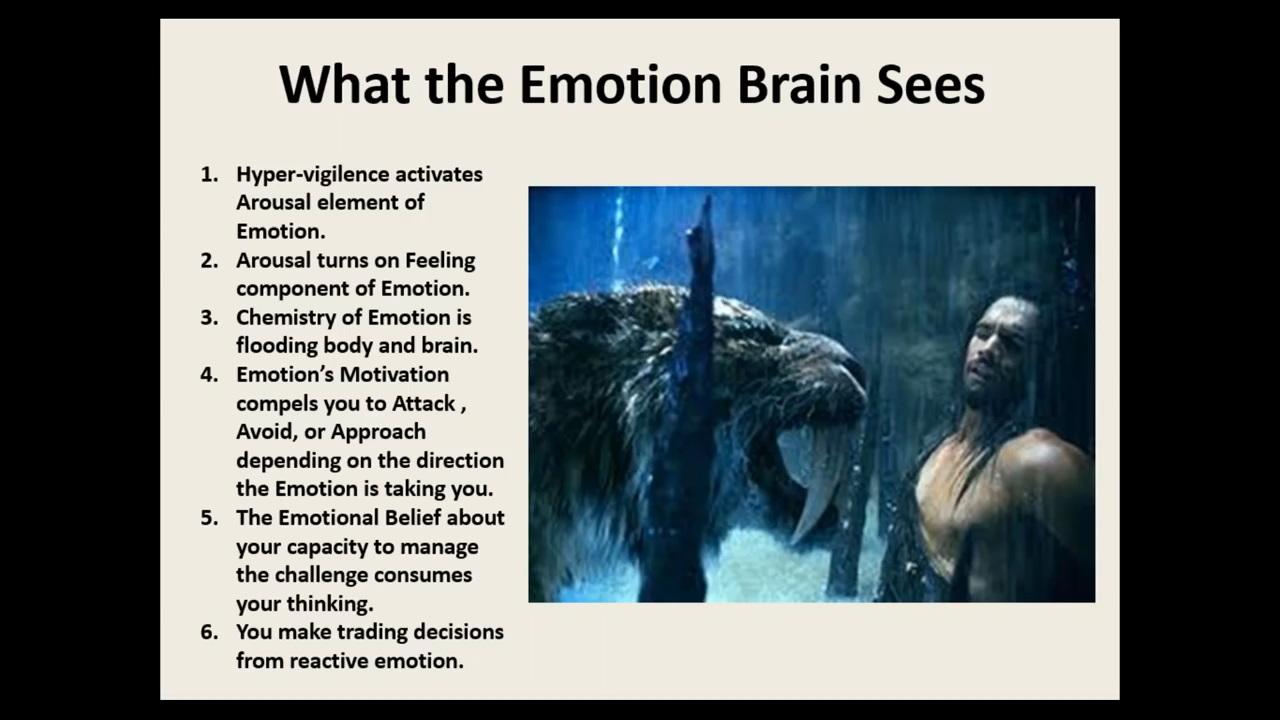 What the Emotion Brain Sees
1. Hyper-vigilence activates
Arousal element of
Emotion.
2. Arousal turns on Feeling
component of Emotion.
3. Chemistry of Emotion is
flooding body and brain.
4. Emotion’s Motivation
compels you to Attack ,
Avoid, or Approach
depending on the direction
the Emotion is taking you.
5. The Emotional Belief about
your capacity to manage
the challenge consumes
your thinking.
6. You make trading decisions
from reactive emotion.